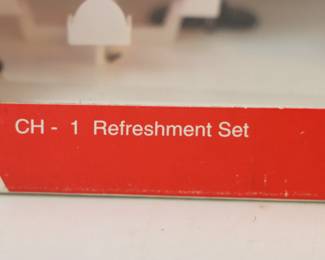 CH - 1 Refreshment Set